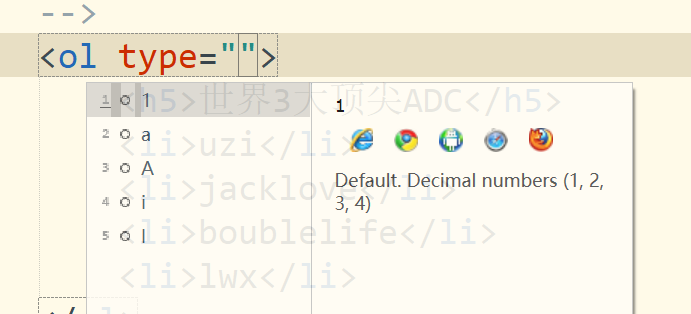 -->
<ol type="">
1 1
2 a
3 A
4 i
5 I
1
Default. Decimal numbers (1, 2,
3, 4)
<h5>世界3大顶尖ADC</h5>
<li>uzi</li>
<li>jacklove</li>
<li>boublelife</li>
<li>lwx</li>
</